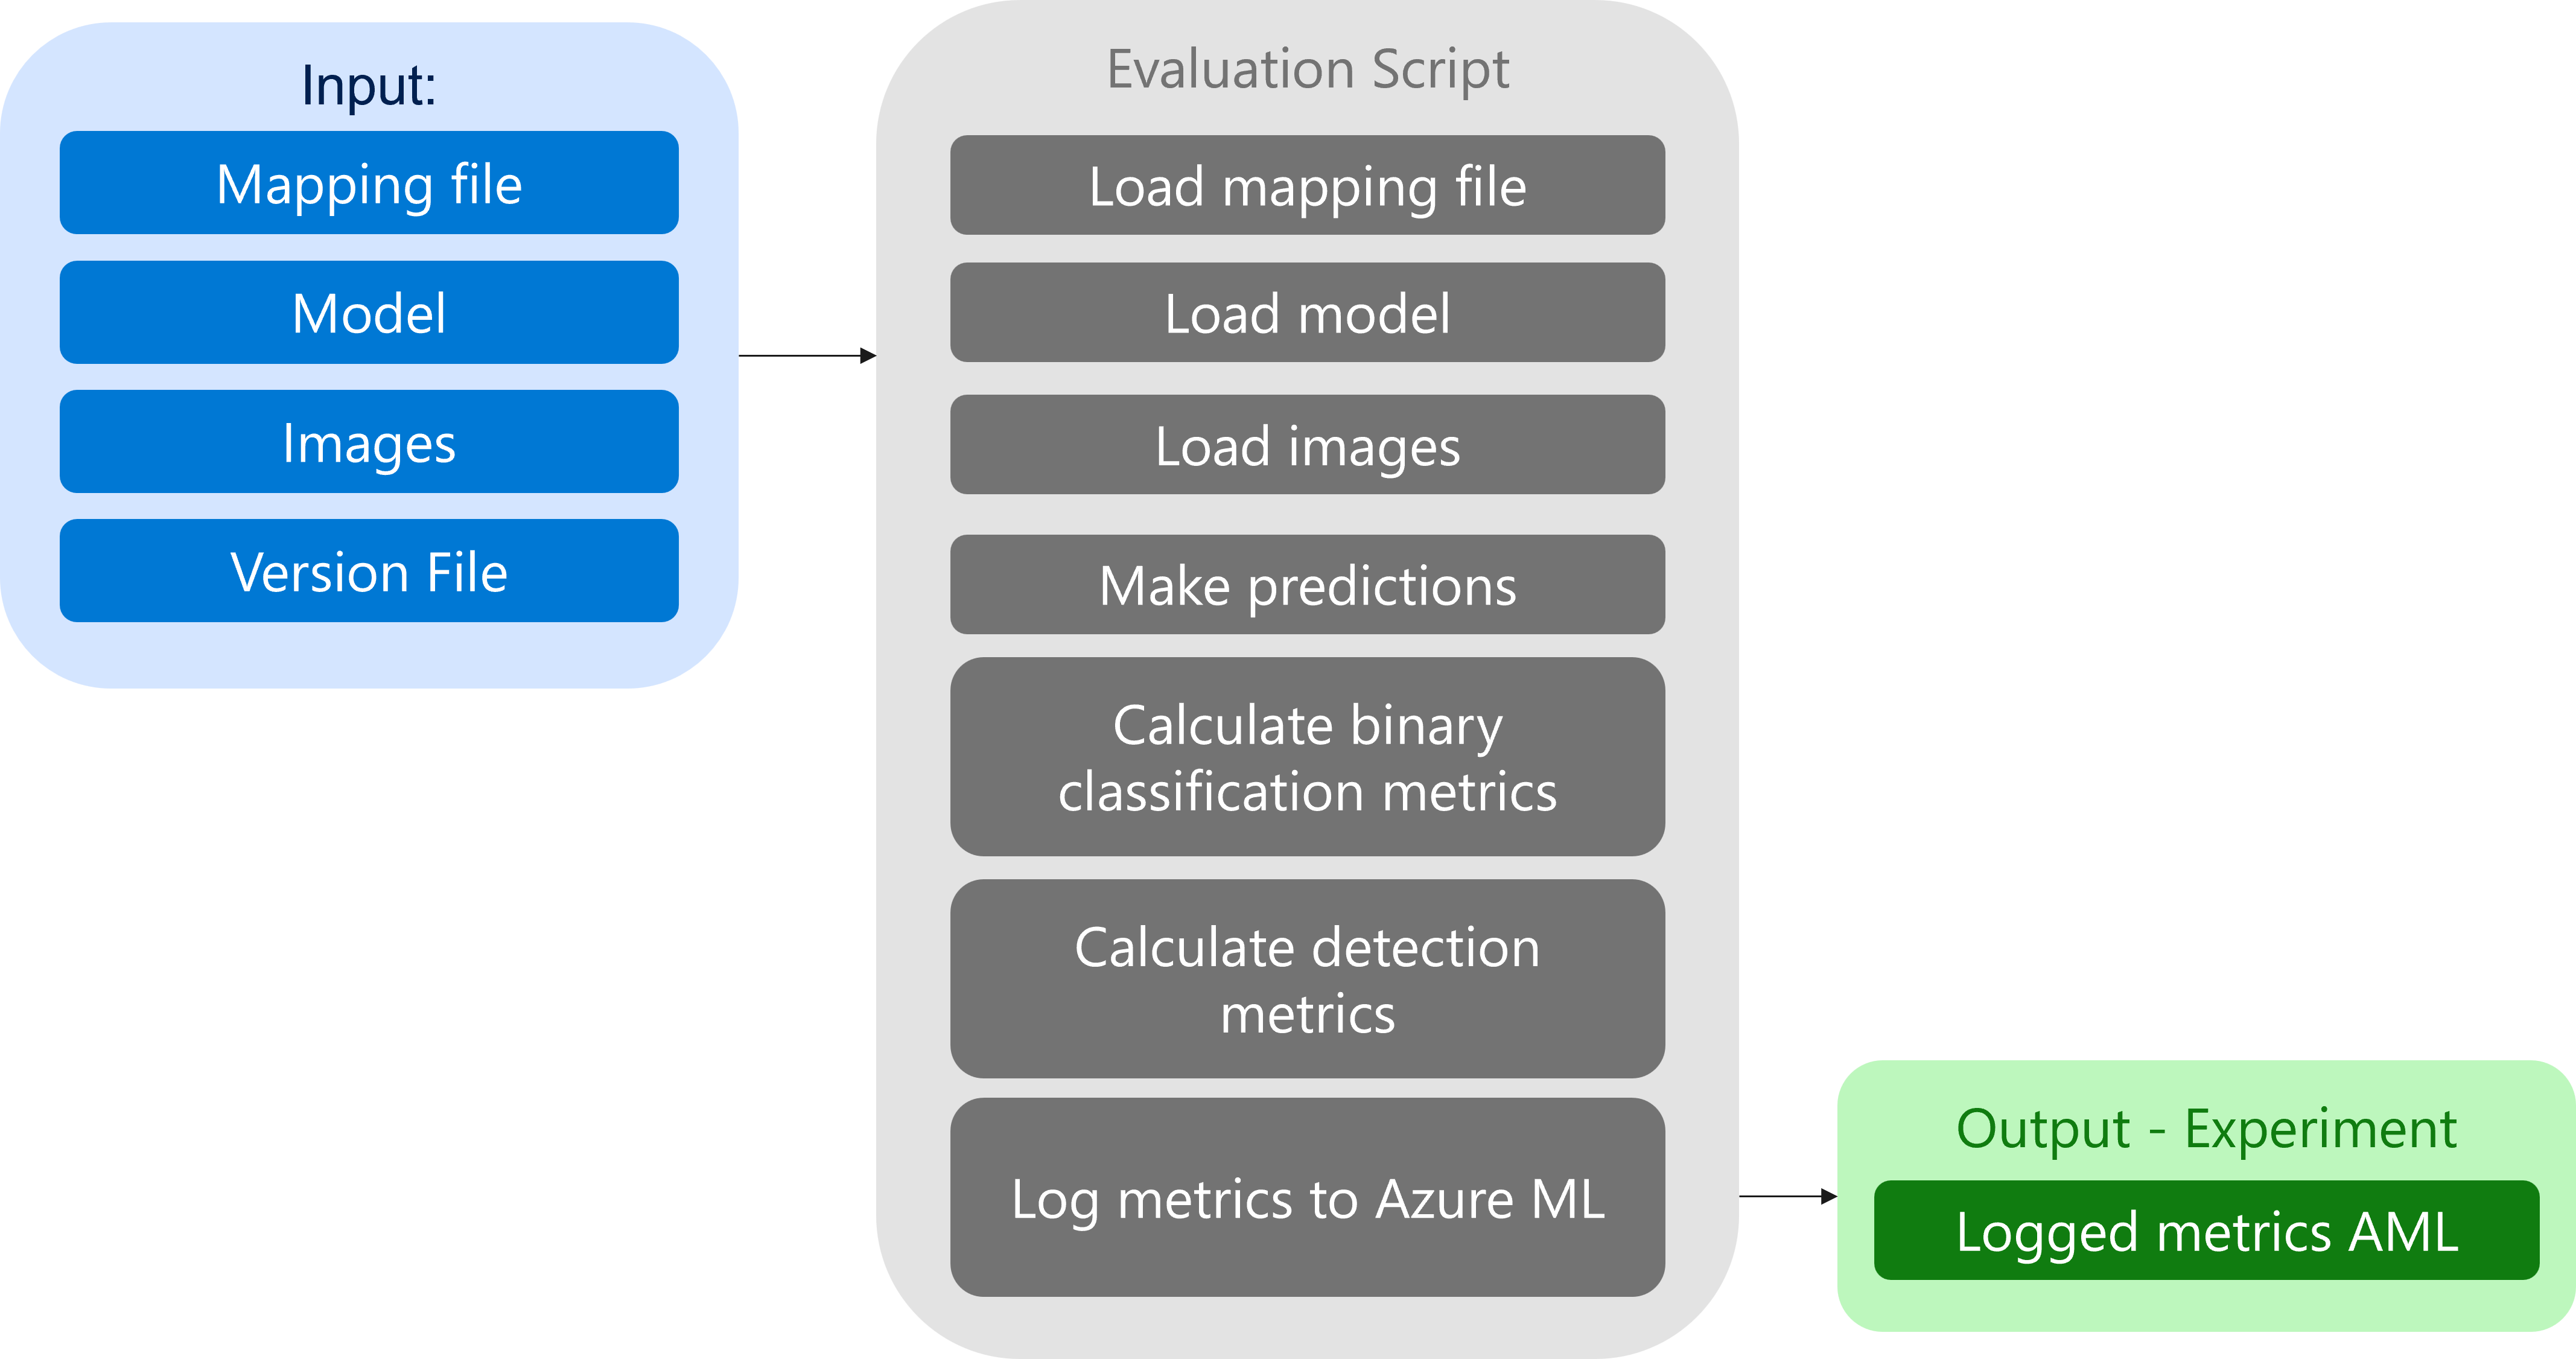 Input:
Mapping file
Model
Images
Version File
Evaluation Script
Load mapping file
Load model
Load images
Make predictions
Calculate binary
classification metrics
Calculate detection
metrics
Log metrics to Azure ML
Output - Experiment
Logged metrics AML